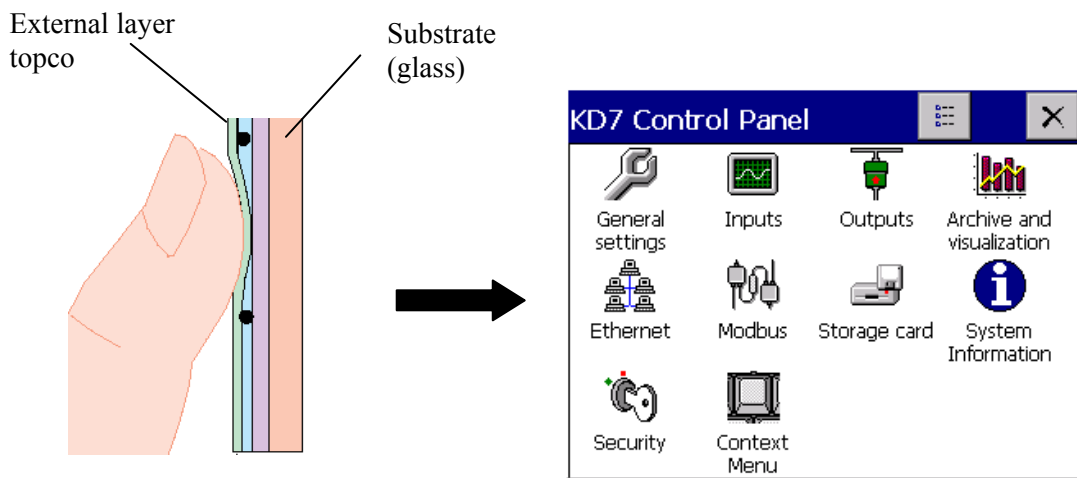 External layer
topco
Substrate
(glass)
KD7 Control Panel
General
settings
Inputs
Outputs
Archive and
visualization
Ethernet
Modbus
Storage card
System
Information
Security
Context
Menu